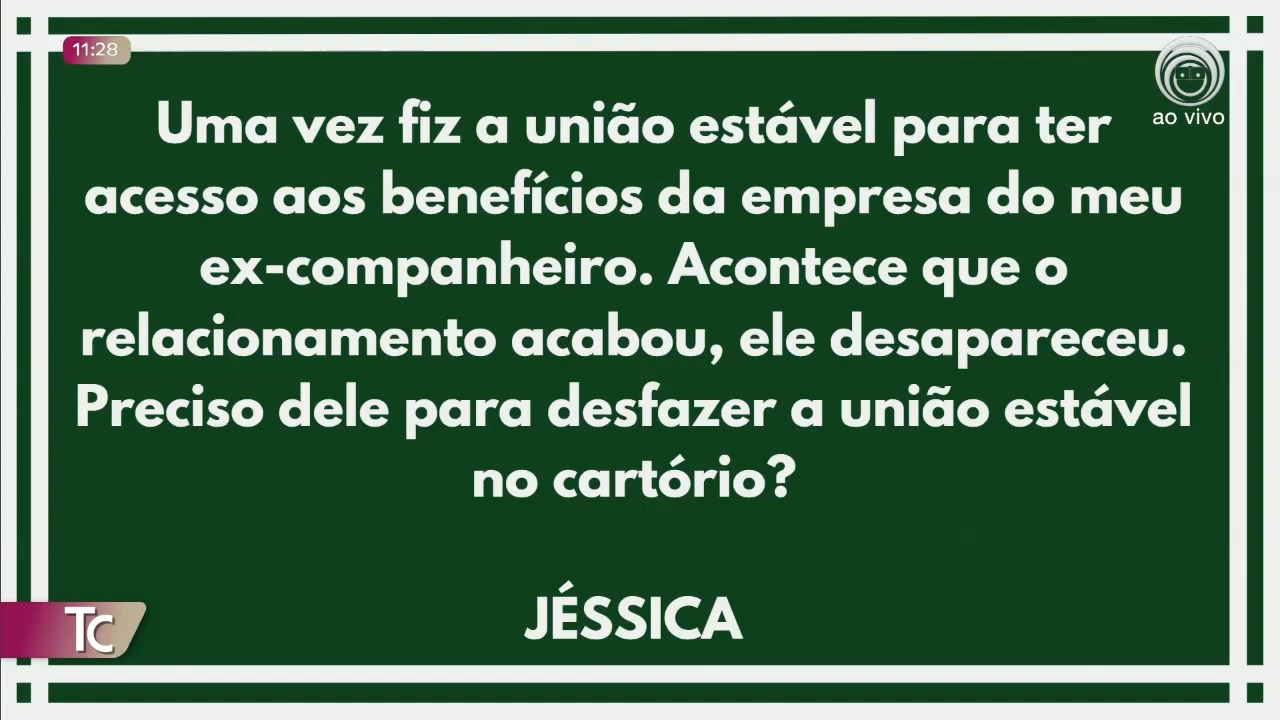 11:28
ao vivo
Uma vez fiz a união estável para ter
acesso aos benefícios da empresa do meu
ex-companheiro. Acontece que o
relacionamento acabou, ele desapareceu.
Preciso dele para desfazer a união estável
no cartório?
JÉSSICA
TC